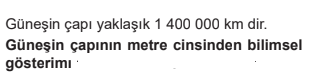 Güneşin çapı yaklaşık 1 400 000 km dir.
Güneşin çapının metre cinsinden bilimsel
gösterimi